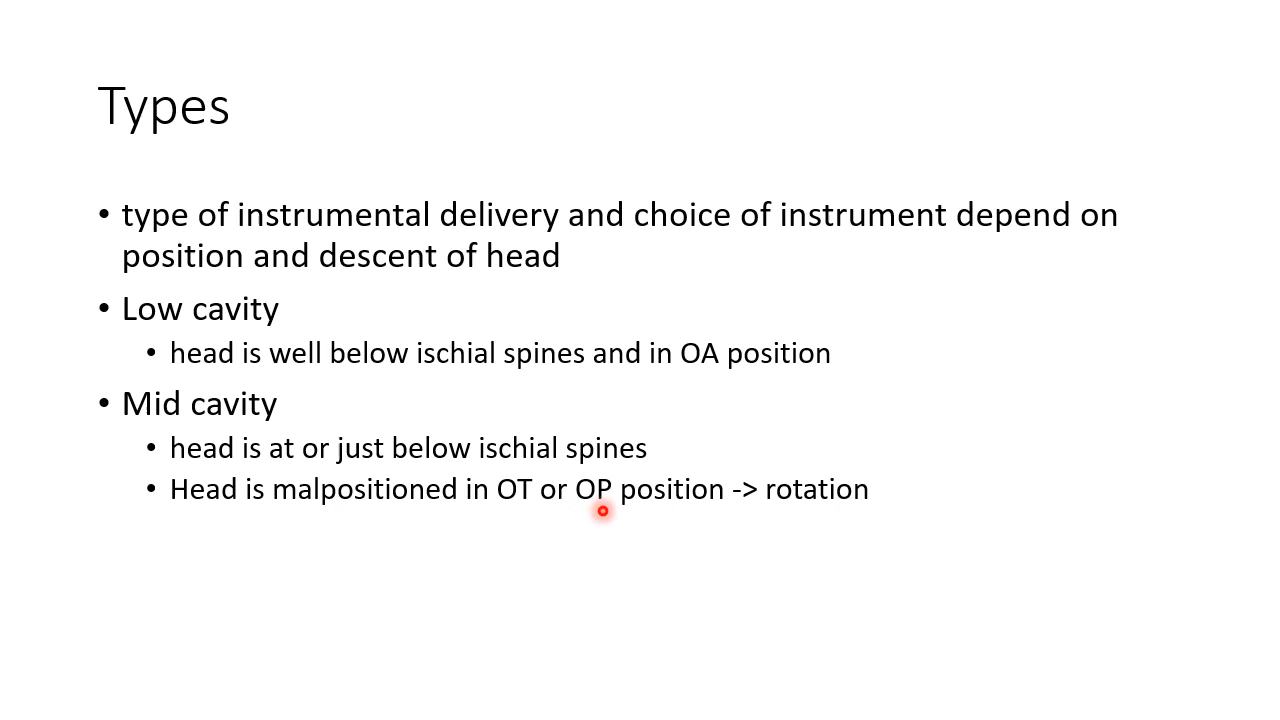 Types
• type of instrumental delivery and choice of instrument depend on
position and descent of head
• Low cavity
• head is well below ischial spines and in OA position
• Mid cavity
• head is at or just below ischial spines
• Head is malpositioned in OT or OP position -> rotation